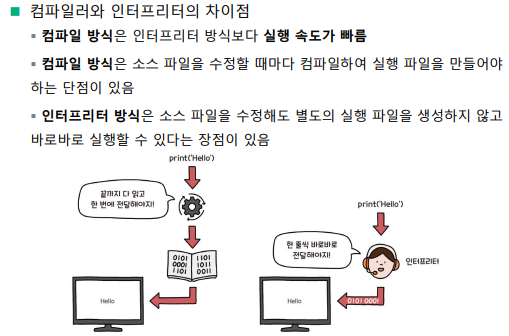 ■ 컴파일러와 인터프리터의 차이점
▪ 컴파일 방식은 인터프리터 방식보다 실행 속도가 빠름
▪ 컴파일 방식은 소스 파일을 수정할 때마다 컴파일하여 실행 파일을 만들어야
하는 단점이 있음
▪ 인터프리터 방식은 소스 파일을 수정해도 별도의 실행 파일을 생성하지 않고
바로바로 실행할 수 있다는 장점이 있음
print('Hello')
끝까지 다 읽고
한 번에 전달해야지!
0101 1101
0001 1011
1101 0011
Hello
print('Hello')
한 줄씩 바로바로
전달해야지!
인터프리터
0101 0001
Hello